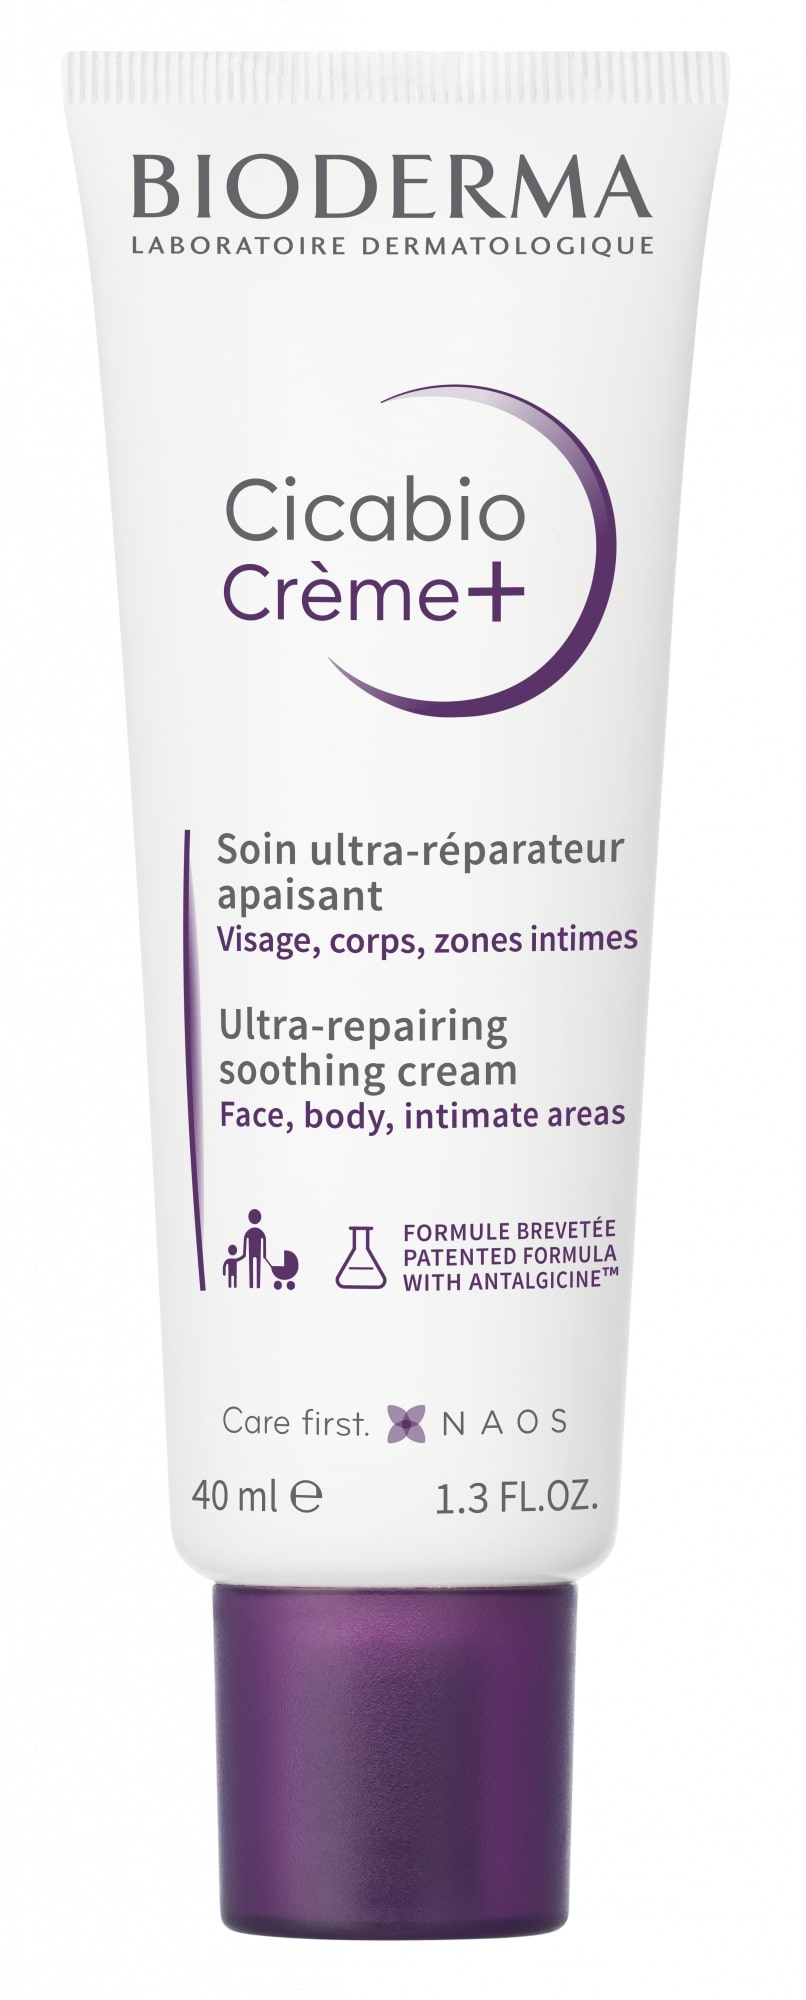 BIODERMA
LABORATOIRE DERMATOLOGIQUE
Cicabio
Crème+
Soin ultra-réparateur
apaisant
Visage, corps, zones intimes
Ultra-repairing
soothing cream
Face, body, intimate areas
FORMULE BREVETÉE
PATENTED FORMULA
WITH ANTALGICINE™
Care first. NAOS
40 ml ℮ 1.3 FL.OZ.